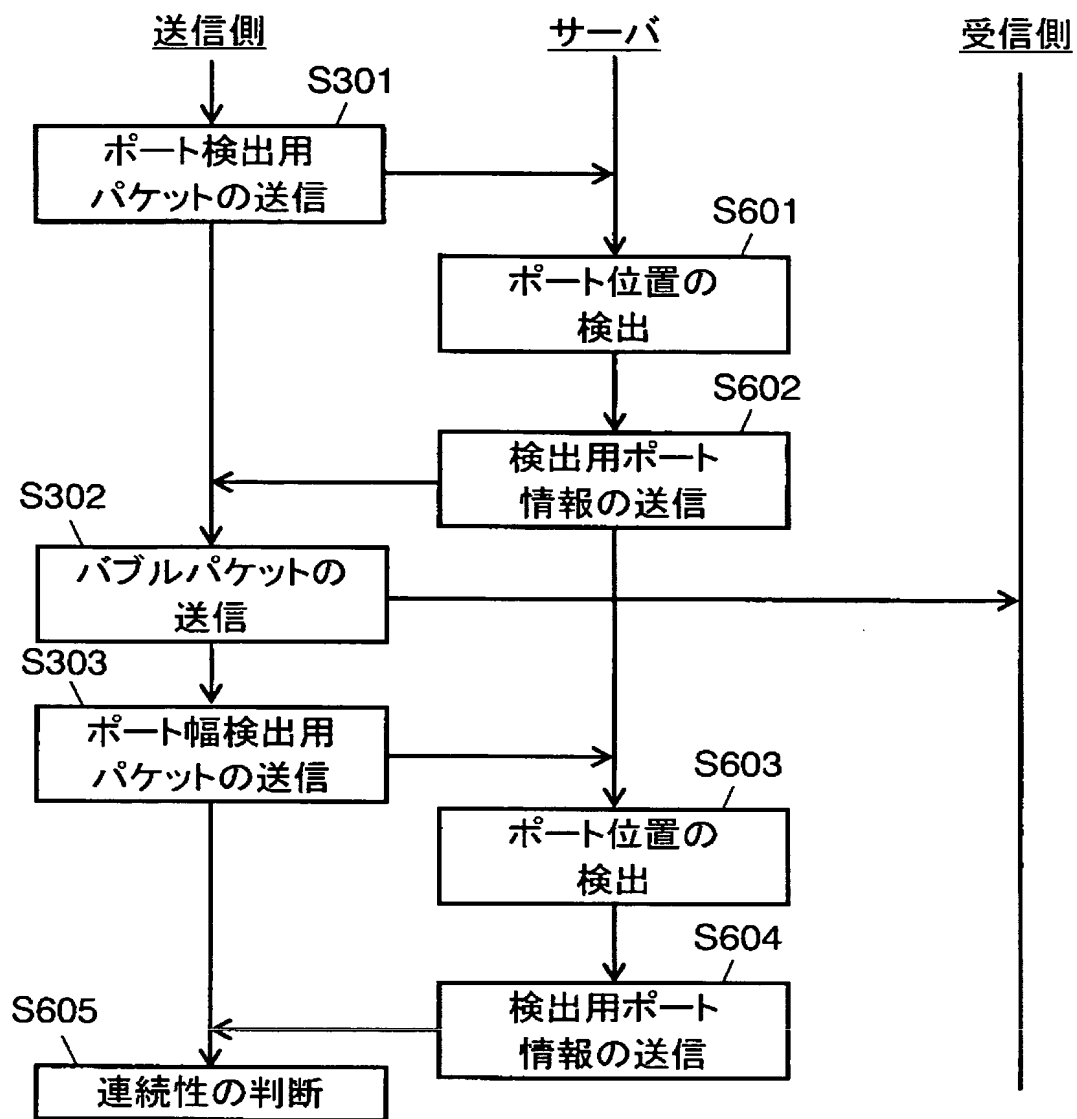 送信側
サーバ
受信側
S301
ポート検出用
パケットの送信
S601
ポート位置の
検出
S602
検出用ポート
情報の送信
S302
バブルパケットの
送信
S303
ポート幅検出用
パケットの送信
S603
ポート位置の
検出
S604
検出用ポート
情報の送信
S605
連続性の判断